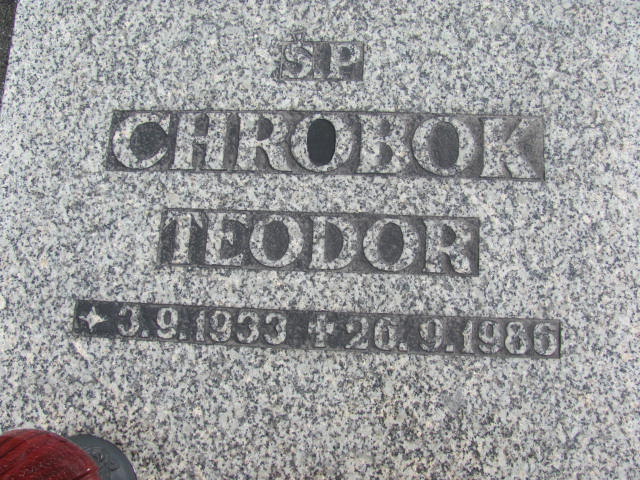 ŚP
CHROBOK
TEODOR
✦ 3.9.1933 ✝ 20.9.1986